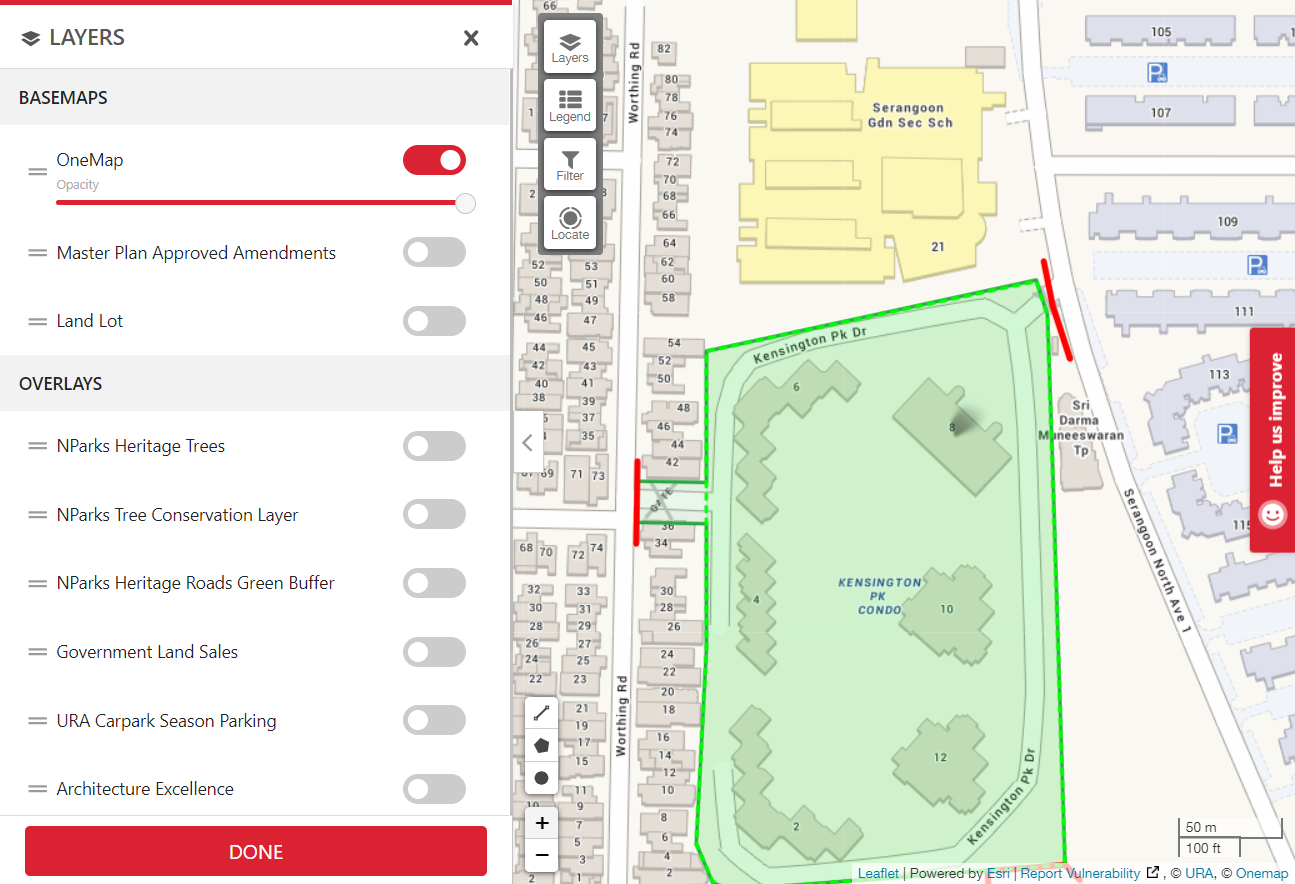 LAYERS
BASEMAPS
OneMap
Opacity
Master Plan Approved Amendments
Land Lot
OVERLAYS
NParks Heritage Trees
NParks Tree Conservation Layer
NParks Heritage Roads Green Buffer
Government Land Sales
URA Carpark Season Parking
Architecture Excellence
DONE
Layers
Legend
Filter
Locate
66
Worthing Rd
82
80
78
76
74
72
70
68
66
64
62
60
58
54
52
50
48
46
44
42
36
34
30
28
26
24
22
20
18
16
14
12
10
8
6
4
2
52
50
48
46
44
42
40
38
53
51
49
47
45
43
41
39
37
35
69
71
73
68
70
72
74
32
30
28
26
24
22
33
31
29
27
25
23
21
19
17
15
11
9
7
5
3
1
Worthing Rd
GATE
Serangoon
Gdn Sec Sch
21
Kensington Pk Dr
6
8
4
KENSINGTON
PK
CONDO
10
12
2
Kensington Pk Dr
Sri
Darma
Muneeswaran
Tp
Serangoon North Ave 1
105
P
107
109
P
111
113
P
115
Help us improve
+
−
50 m
100 ft
Leaflet | Powered by Esri | Report Vulnerability , © URA, © Onemap